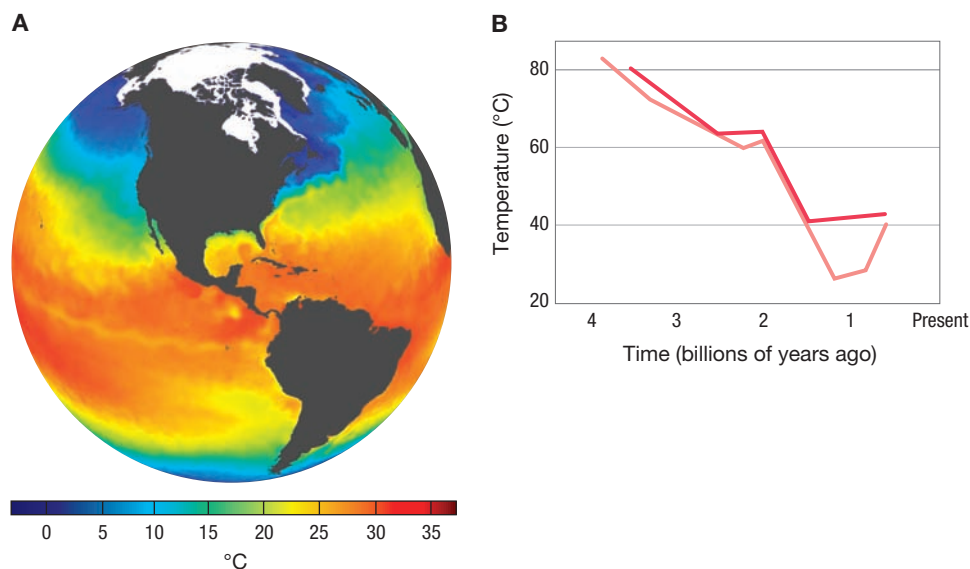 A
0 5 10 15 20 25 30 35
°C
B
Temperature (°C)
80
60
40
20
4 3 2 1 Present
Time (billions of years ago)